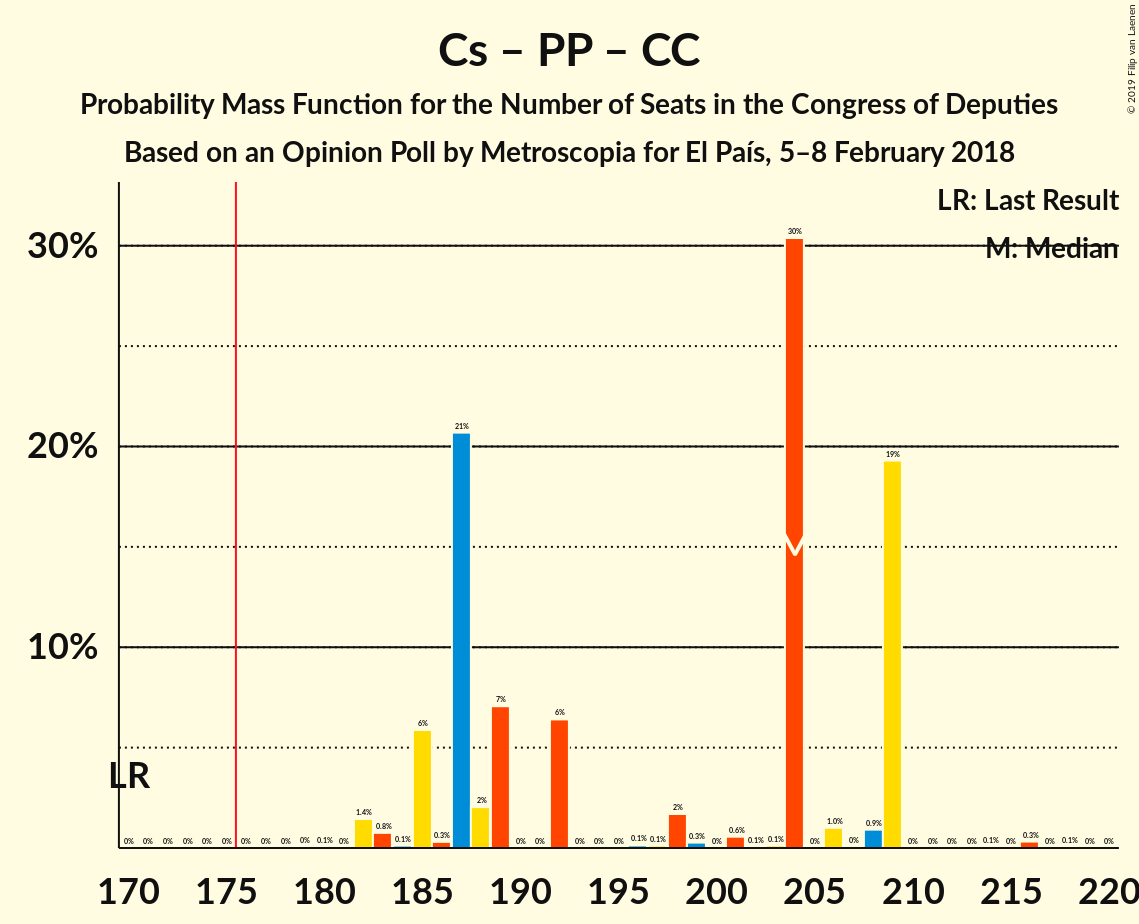 Cs – PP – CC
Probability Mass Function for the Number of Seats in the Congress of Deputies
Based on an Opinion Poll by Metroscopia for El País, 5–8 February 2018
© 2019 Filip van Laenen
LR: Last Result
M: Median
30%
20%
10%
LR
0% 0% 0% 0% 0% 0% 0% 0% 0% 0% 0.1% 0% 1.4% 0.8% 0.1% 6% 0.3% 21% 2% 7% 0% 0% 6% 0% 0% 0% 0.1% 0.1% 2% 0.3% 0% 0.6% 0.1% 0.1% 30% 0% 1.0% 0% 0.9% 19% 0% 0% 0% 0% 0.1% 0% 0.3% 0% 0.1% 0% 0%
170 175 180 185 190 195 200 205 210 215 220